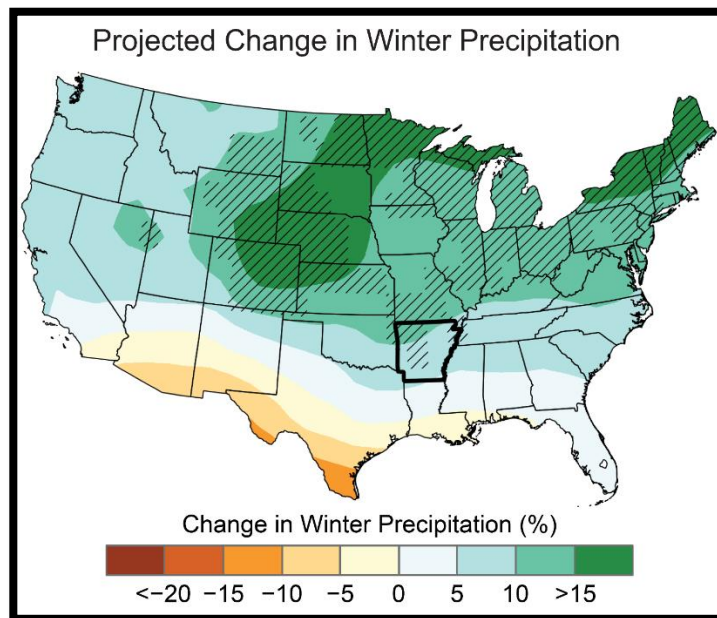 Projected Change in Winter Precipitation
Change in Winter Precipitation (%)
<−20 −15 −10 −5 0 5 10 >15